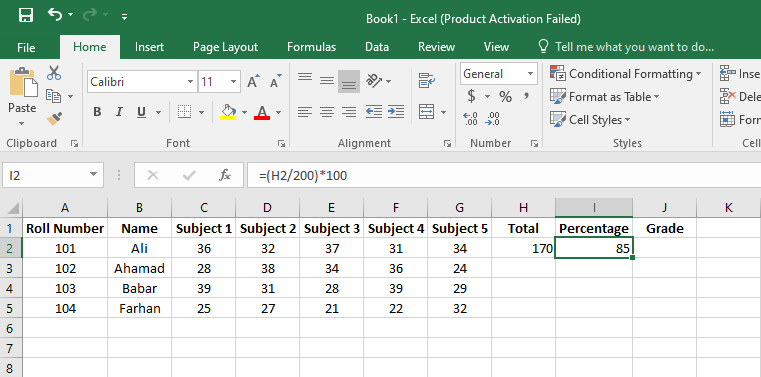 Book1 - Excel (Product Activation Failed)
File Home Insert Page Layout Formulas Data Review View Tell me what you want to do...
Calibri 11 A A General Conditional Formatting Inse
Paste B I U A $ % , Format as Table Dele
.00 .00 Cell Styles Forr
Clipboard Font Alignment Number Styles Cel
I2 fx =(H2/200)*100
A B C D E F G H I J K
1 Roll Number Name Subject 1 Subject 2 Subject 3 Subject 4 Subject 5 Total Percentage Grade
2 101 Ali 36 32 37 31 34 170 85
3 102 Ahamad 28 38 34 36 24
4 103 Babar 39 31 28 39 29
5 104 Farhan 25 27 21 22 32
6
7
8